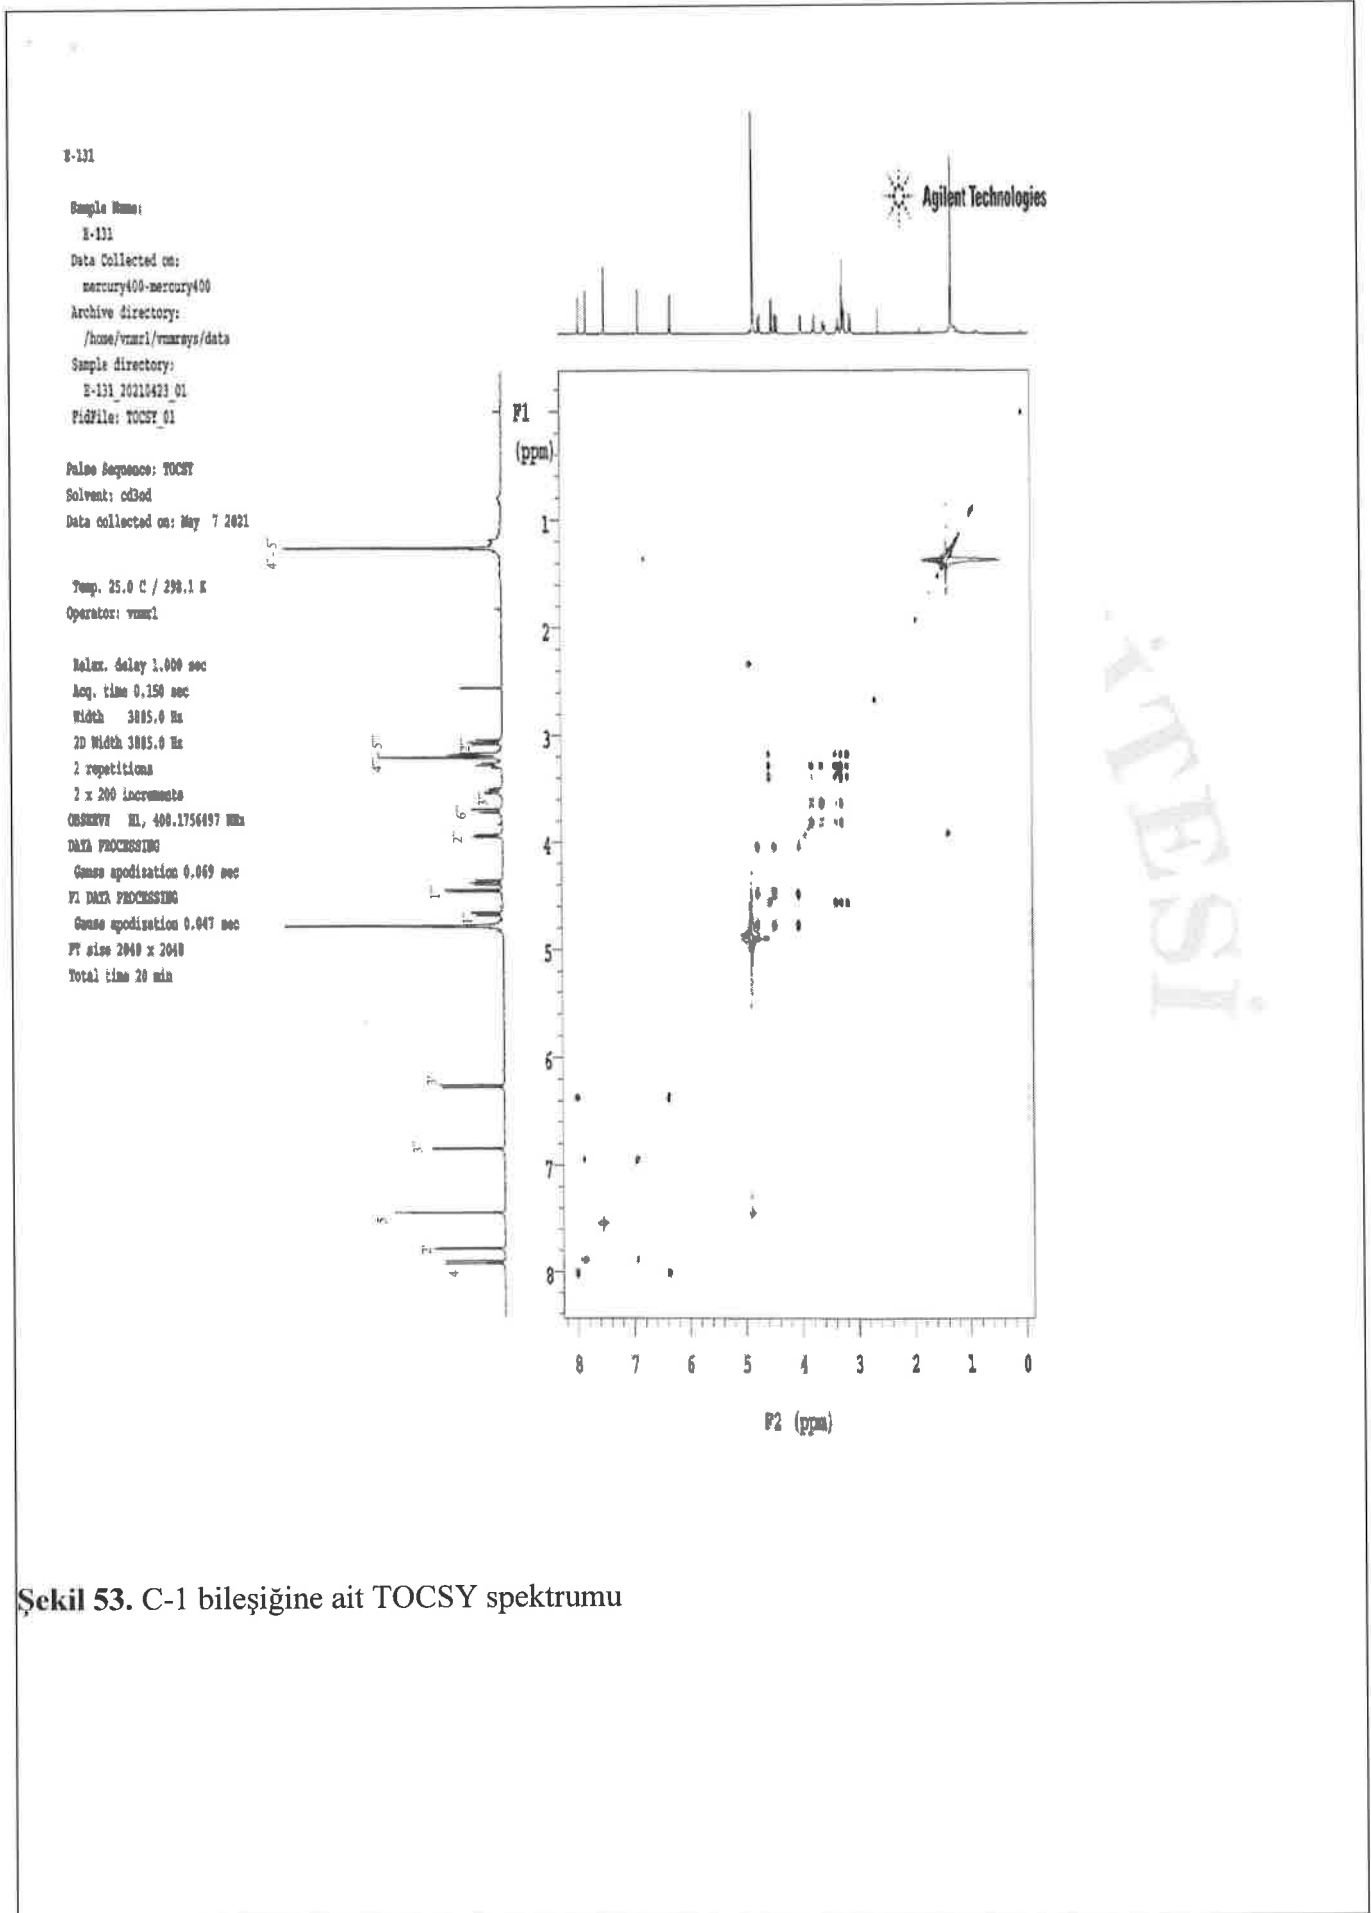 E-131
Sample Name:
E-131
Data Collected on:
mercury400-mercury400
Archive directory:
/home/vnmr1/vnmrsys/data
Sample directory:
E-131_20210423_01
FidFile: TOCSY_01
Pulse Sequence: TOCSY
Solvent: cd3od
Data collected on: May 7 2021
Temp. 25.0 C / 298.1 K
Operator: vnmr1
Relax. delay 1.000 sec
Acq. time 0.150 sec
Width 3885.0 Hz
2D Width 3885.0 Hz
2 repetitions
2 x 200 increments
OBSERVE H1, 400.1756897 MHz
DATA PROCESSING
Gauss apodization 0.069 sec
F1 DATA PROCESSING
Gauss apodization 0.047 sec
FT size 2048 x 2048
Total time 20 min
Agilent Technologies
F1
(ppm)
1
2
3
4
5
6
7
8
8 7 6 5 4 3 2 1 0
F2 (ppm)
Şekil 53. C-1 bileşiğine ait TOCSY spektrumu